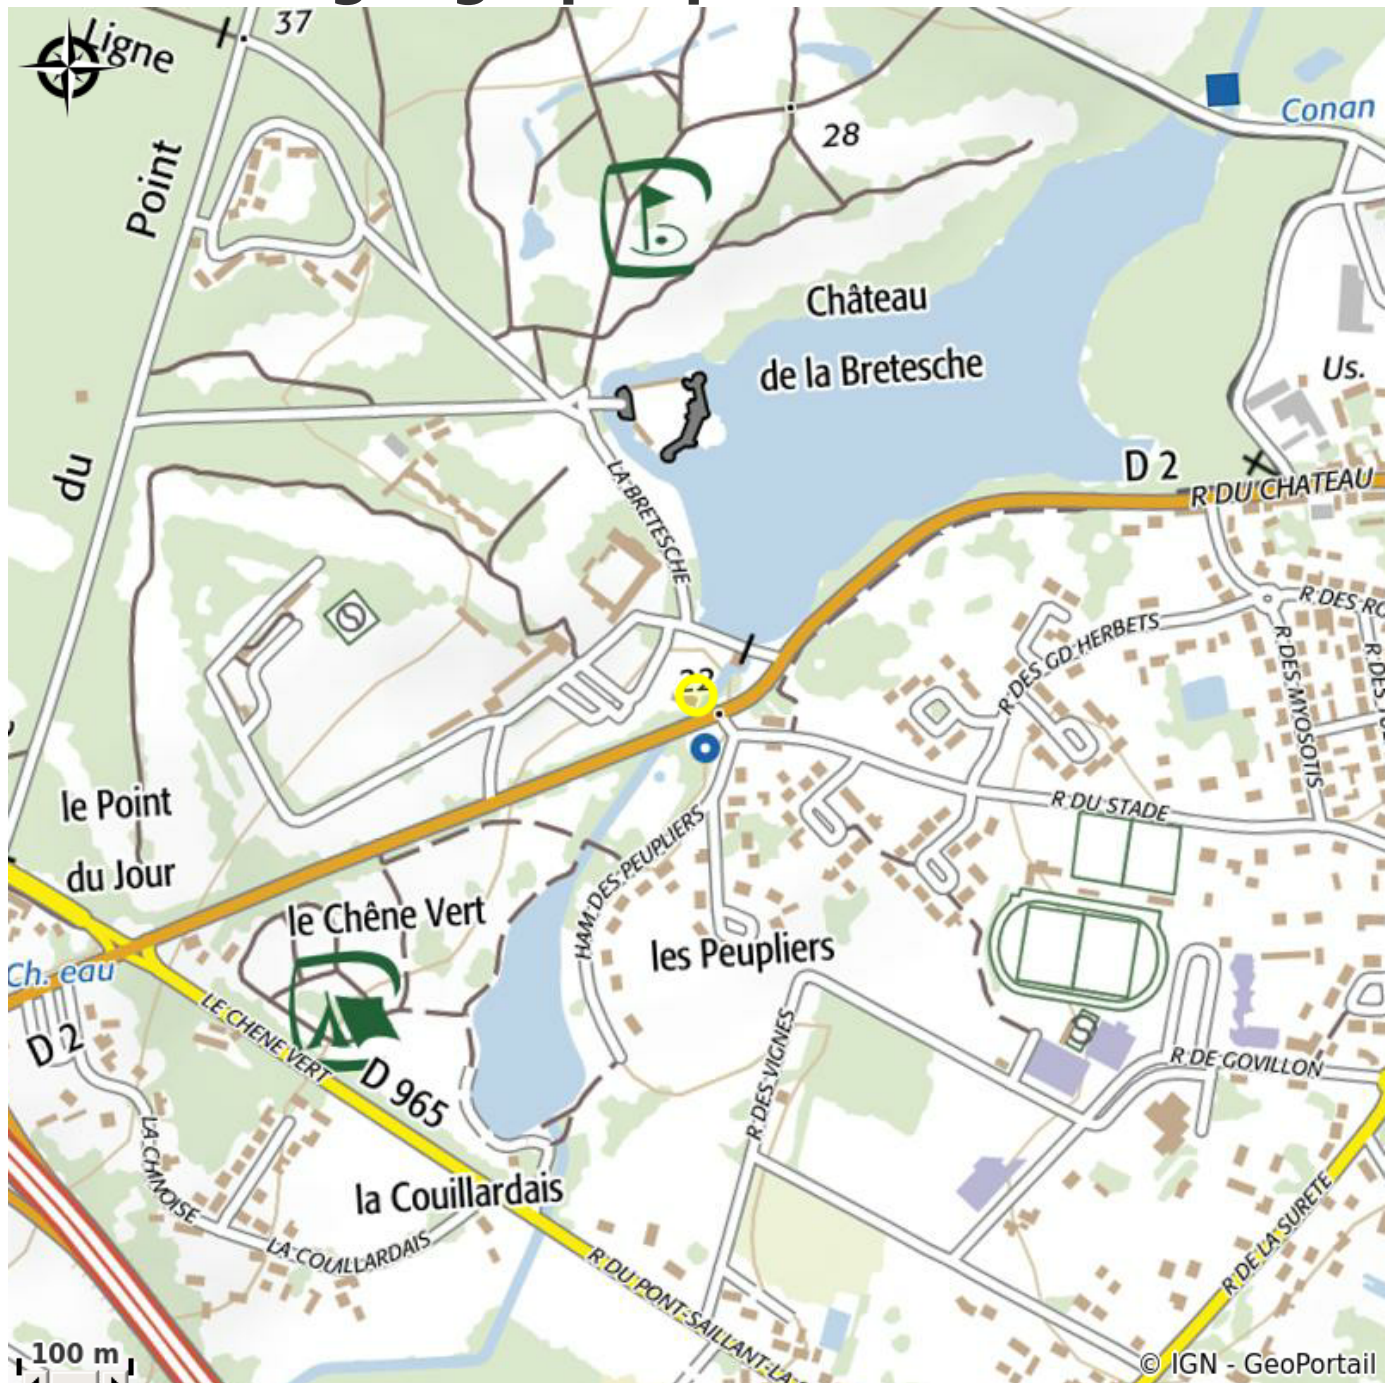 Ligne
37
Point
du
28
Conan
Château
de la Bretesche
Us.
D 2
R DU CHATEAU
LA BRETESCHE
R DES GD HERBETS
R DES MYOSOTIS
22
le Point
du Jour
R DU STADE
HAM DES PEUPLIERS
le Chêne Vert
les Peupliers
Ch. eau
D 2
LE CHENE VERT
D 965
R DES VIGNES
R DE GOVILLON
LA CHINOISE
la Couillardais
LA COUILLARDAIS
R DE LA SURETE
R DU PONT-SAILLANT-LA
100 m
© IGN - GeoPortail